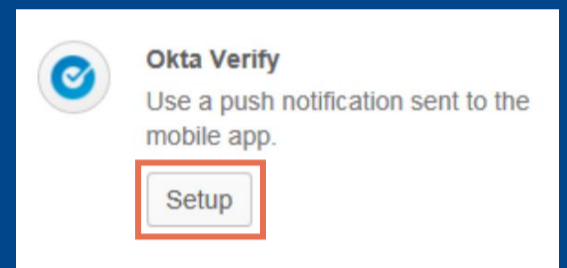 Okta Verify
Use a push notification sent to the
mobile app.
Setup